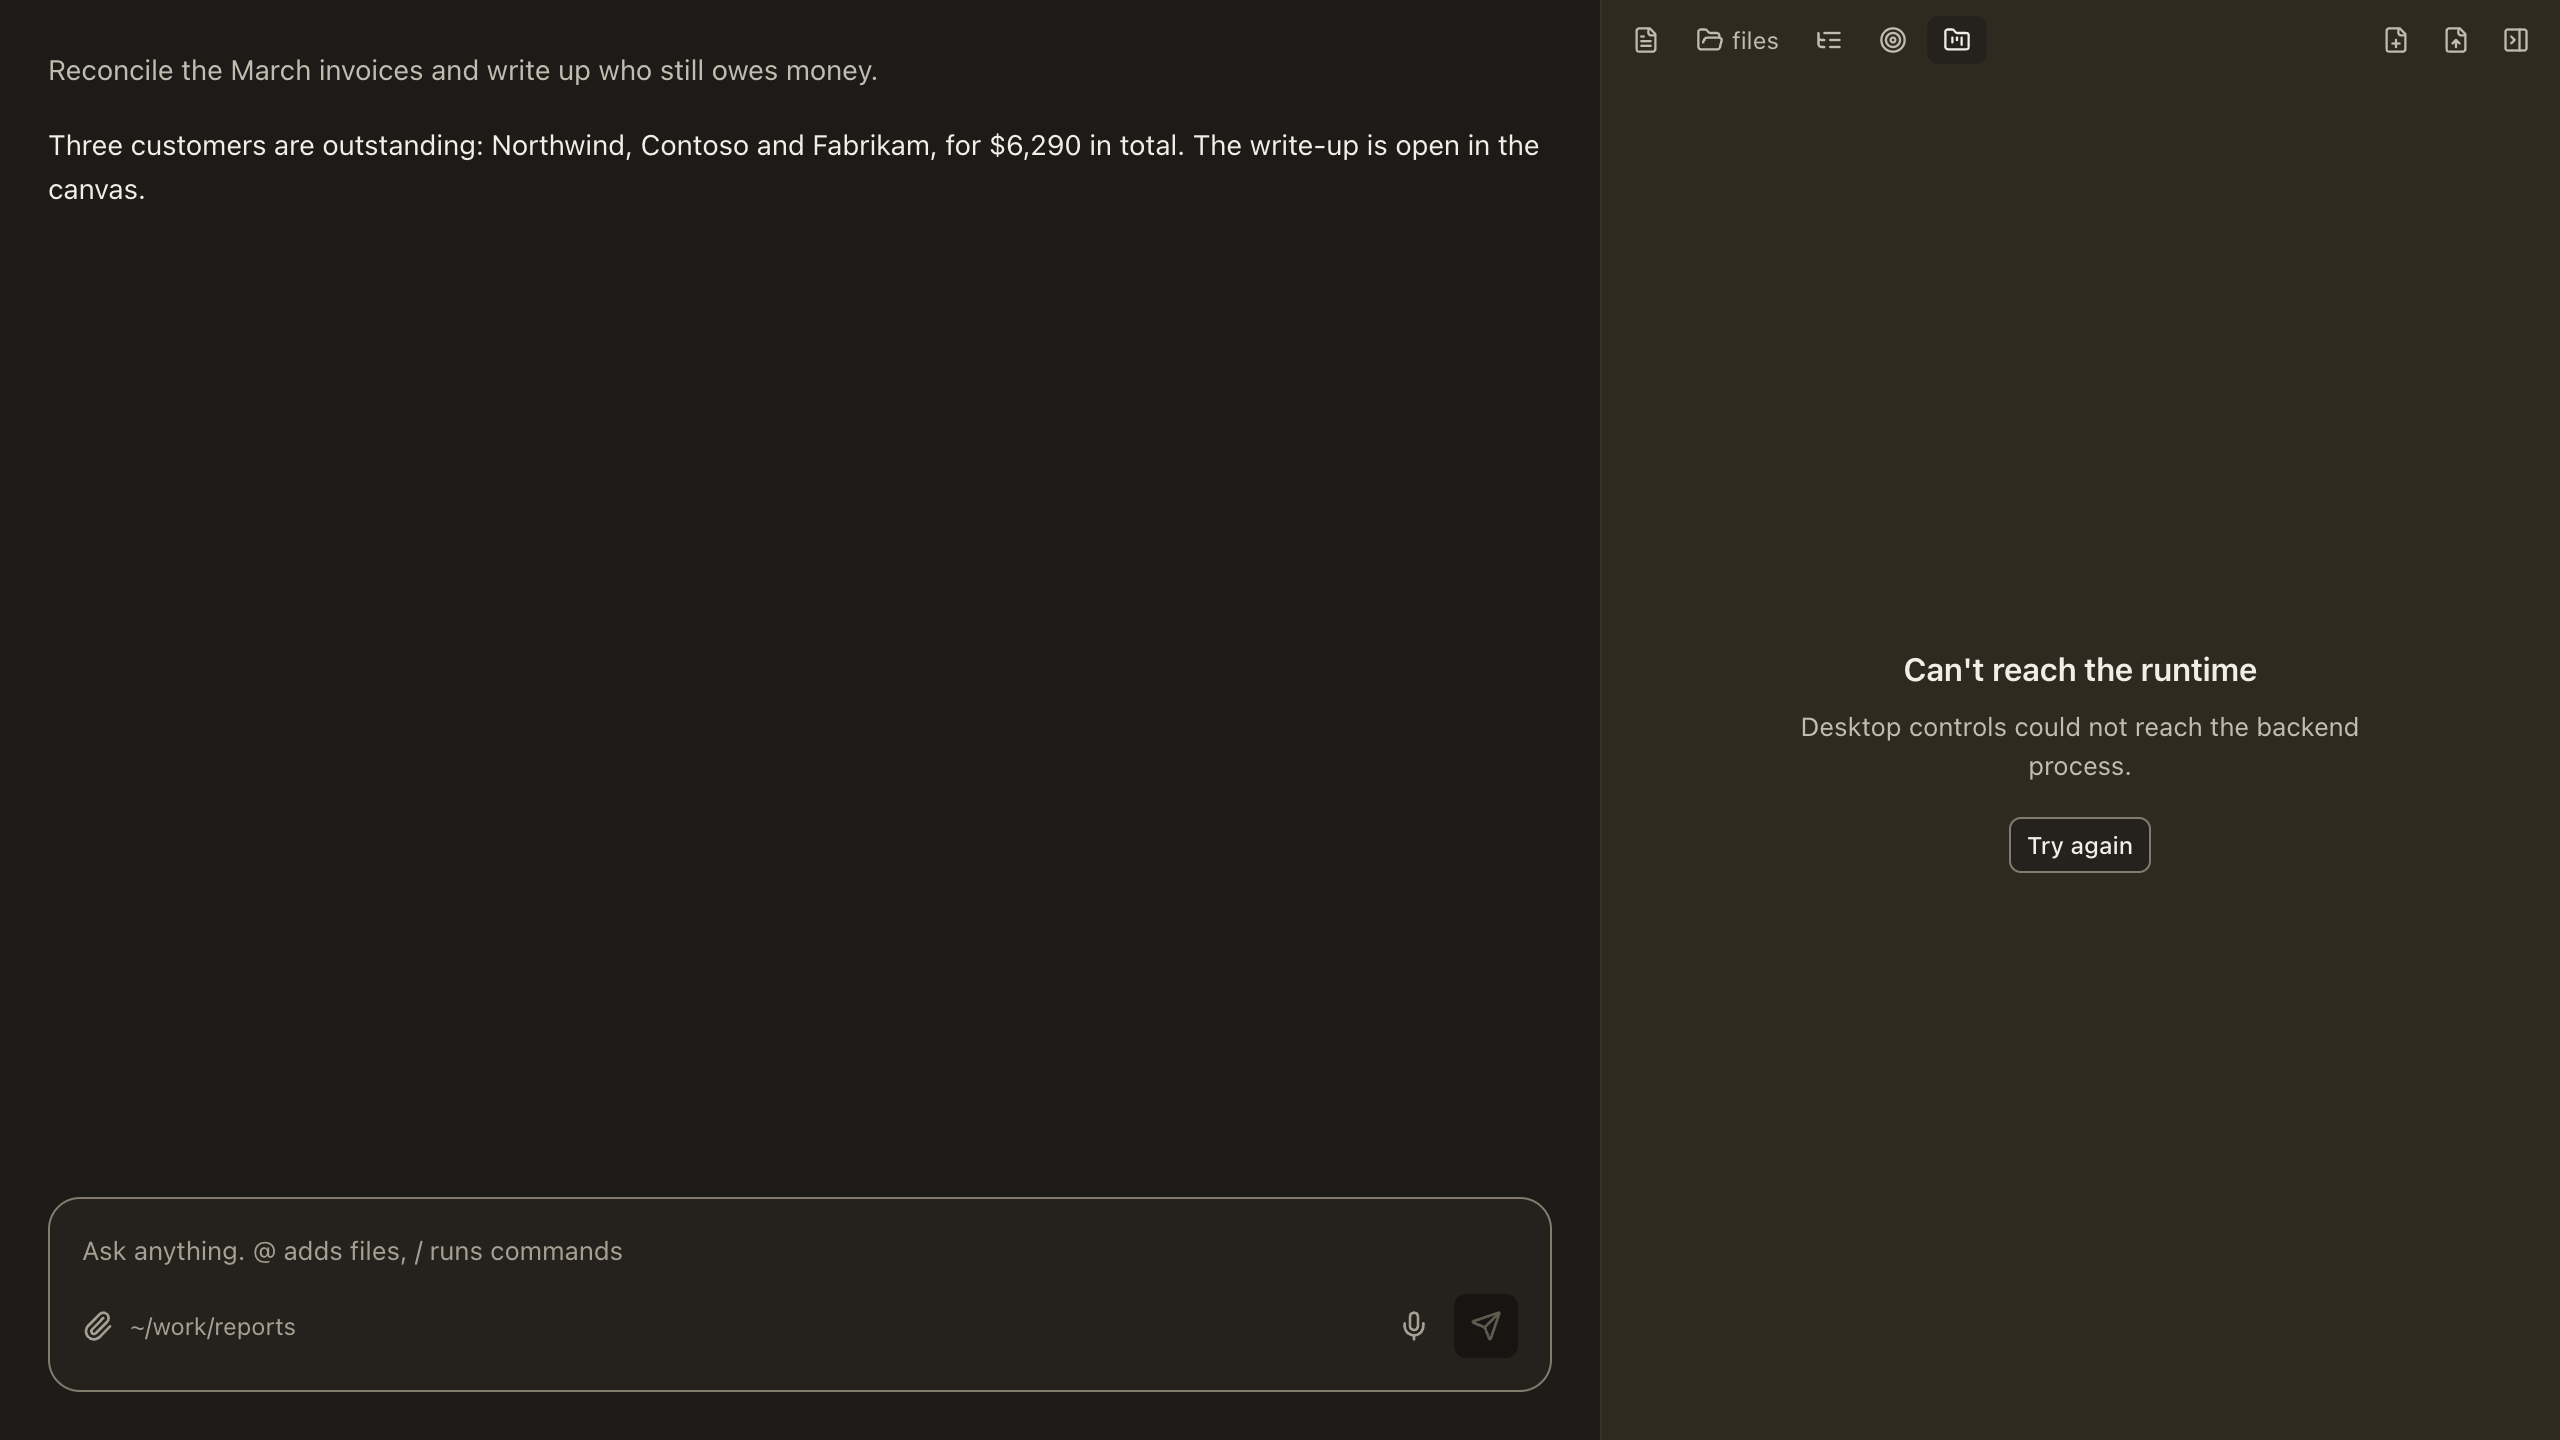 Reconcile the March invoices and write up who still owes money.
Three customers are outstanding: Northwind, Contoso and Fabrikam, for $6,290 in total. The write-up is open in the
canvas.
Ask anything. @ adds files, / runs commands
~/work/reports
files
Can't reach the runtime
Desktop controls could not reach the backend
process.
Try again